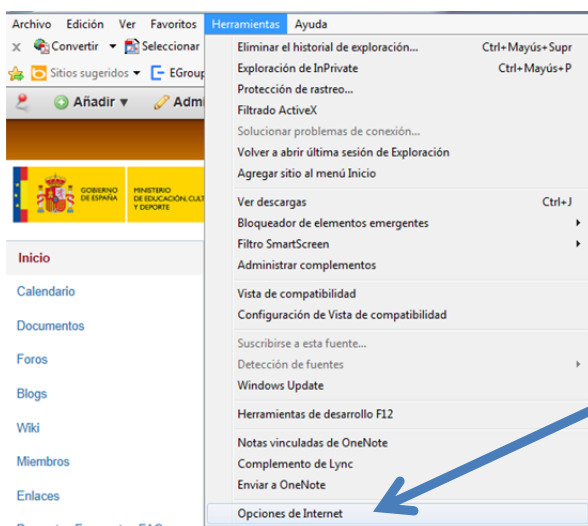 Archivo Edición Ver Favoritos Herramientas Ayuda
x Convertir Seleccionar
Sitios sugeridos EGroup
Añadir Admi
GOBIERNO DE ESPAÑA
MINISTERIO DE EDUCACIÓN, CULT Y DEPORTE
Inicio
Calendario
Documentos
Foros
Blogs
Wiki
Miembros
Enlaces
Eliminar el historial de exploración... Ctrl+Mayús+Supr
Exploración de InPrivate Ctrl+Mayús+P
Protección de rastreo...
Filtrado ActiveX
Solucionar problemas de conexión...
Volver a abrir última sesión de Exploración
Agregar sitio al menú Inicio
Ver descargas Ctrl+J
Bloqueador de elementos emergentes
Filtro SmartScreen
Administrar complementos
Vista de compatibilidad
Configuración de Vista de compatibilidad
Suscribirse a esta fuente...
Detección de fuentes
Windows Update
Herramientas de desarrollo F12
Notas vinculadas de OneNote
Complemento de Lync
Enviar a OneNote
Opciones de Internet